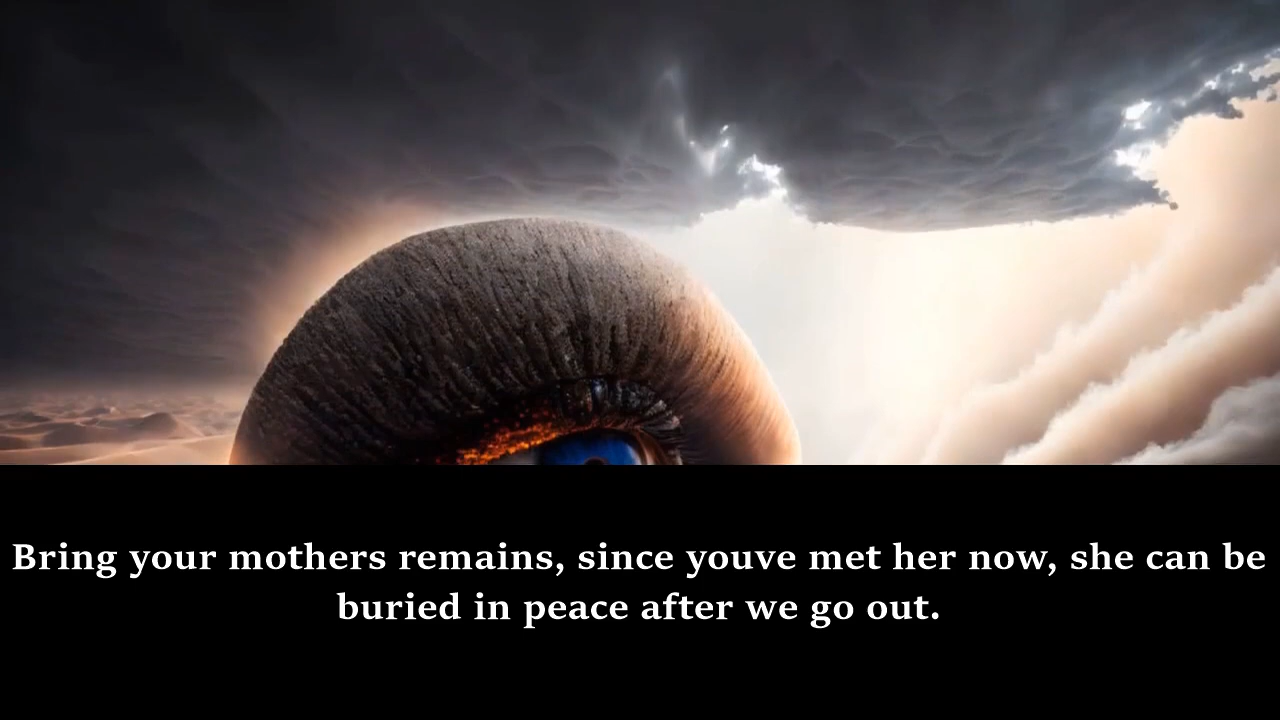 Bring your mothers remains, since youve met her now, she can be
buried in peace after we go out.